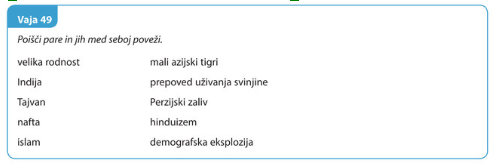 Vaja 49
Poišči pare in jih med seboj poveži.
velika rodnost mali azijski tigri
Indija prepoved uživanja svinjine
Tajvan Perzijski zaliv
nafta hinduizem
islam demografska eksplozija